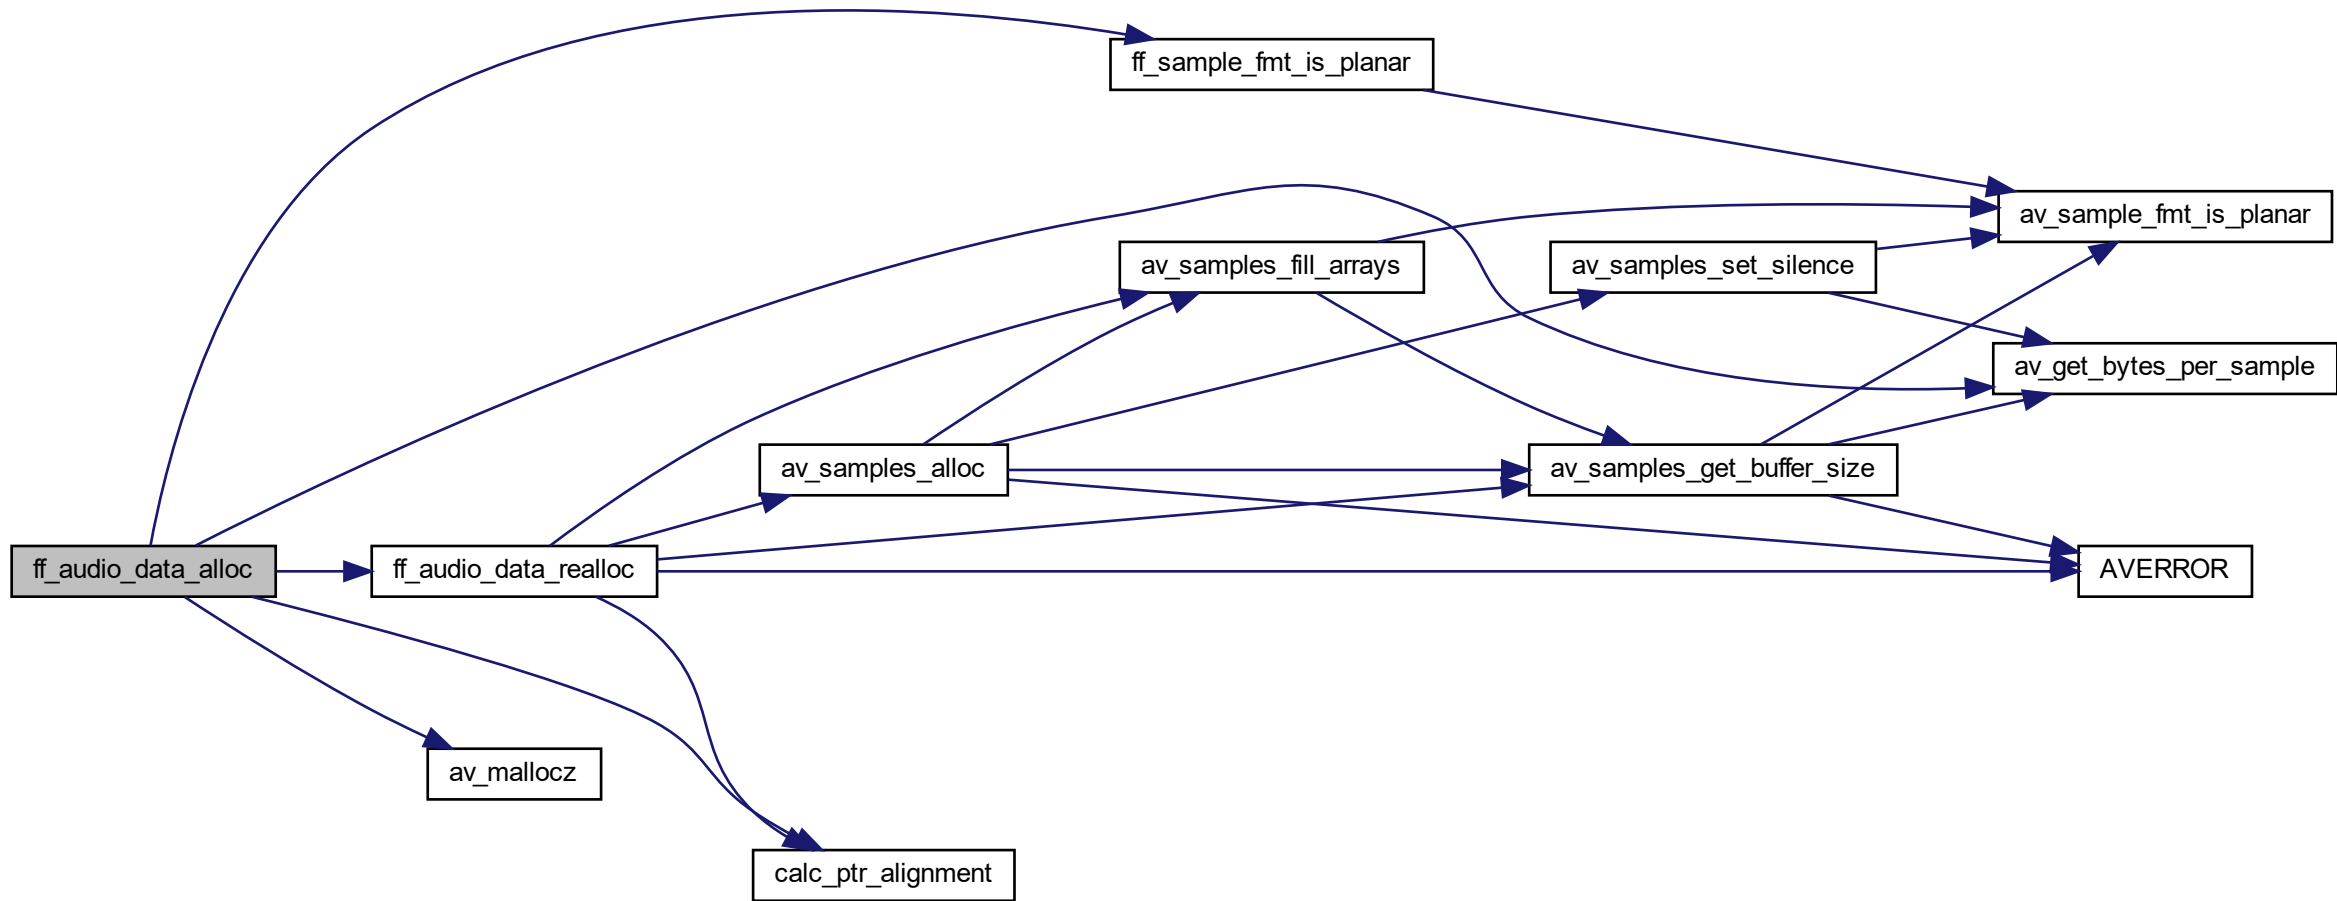 ff_sample_fmt_is_planar
av_sample_fmt_is_planar
av_samples_fill_arrays
av_samples_set_silence
av_get_bytes_per_sample
av_samples_alloc
av_samples_get_buffer_size
ff_audio_data_alloc
ff_audio_data_realloc
AVERROR
av_mallocz
calc_ptr_alignment